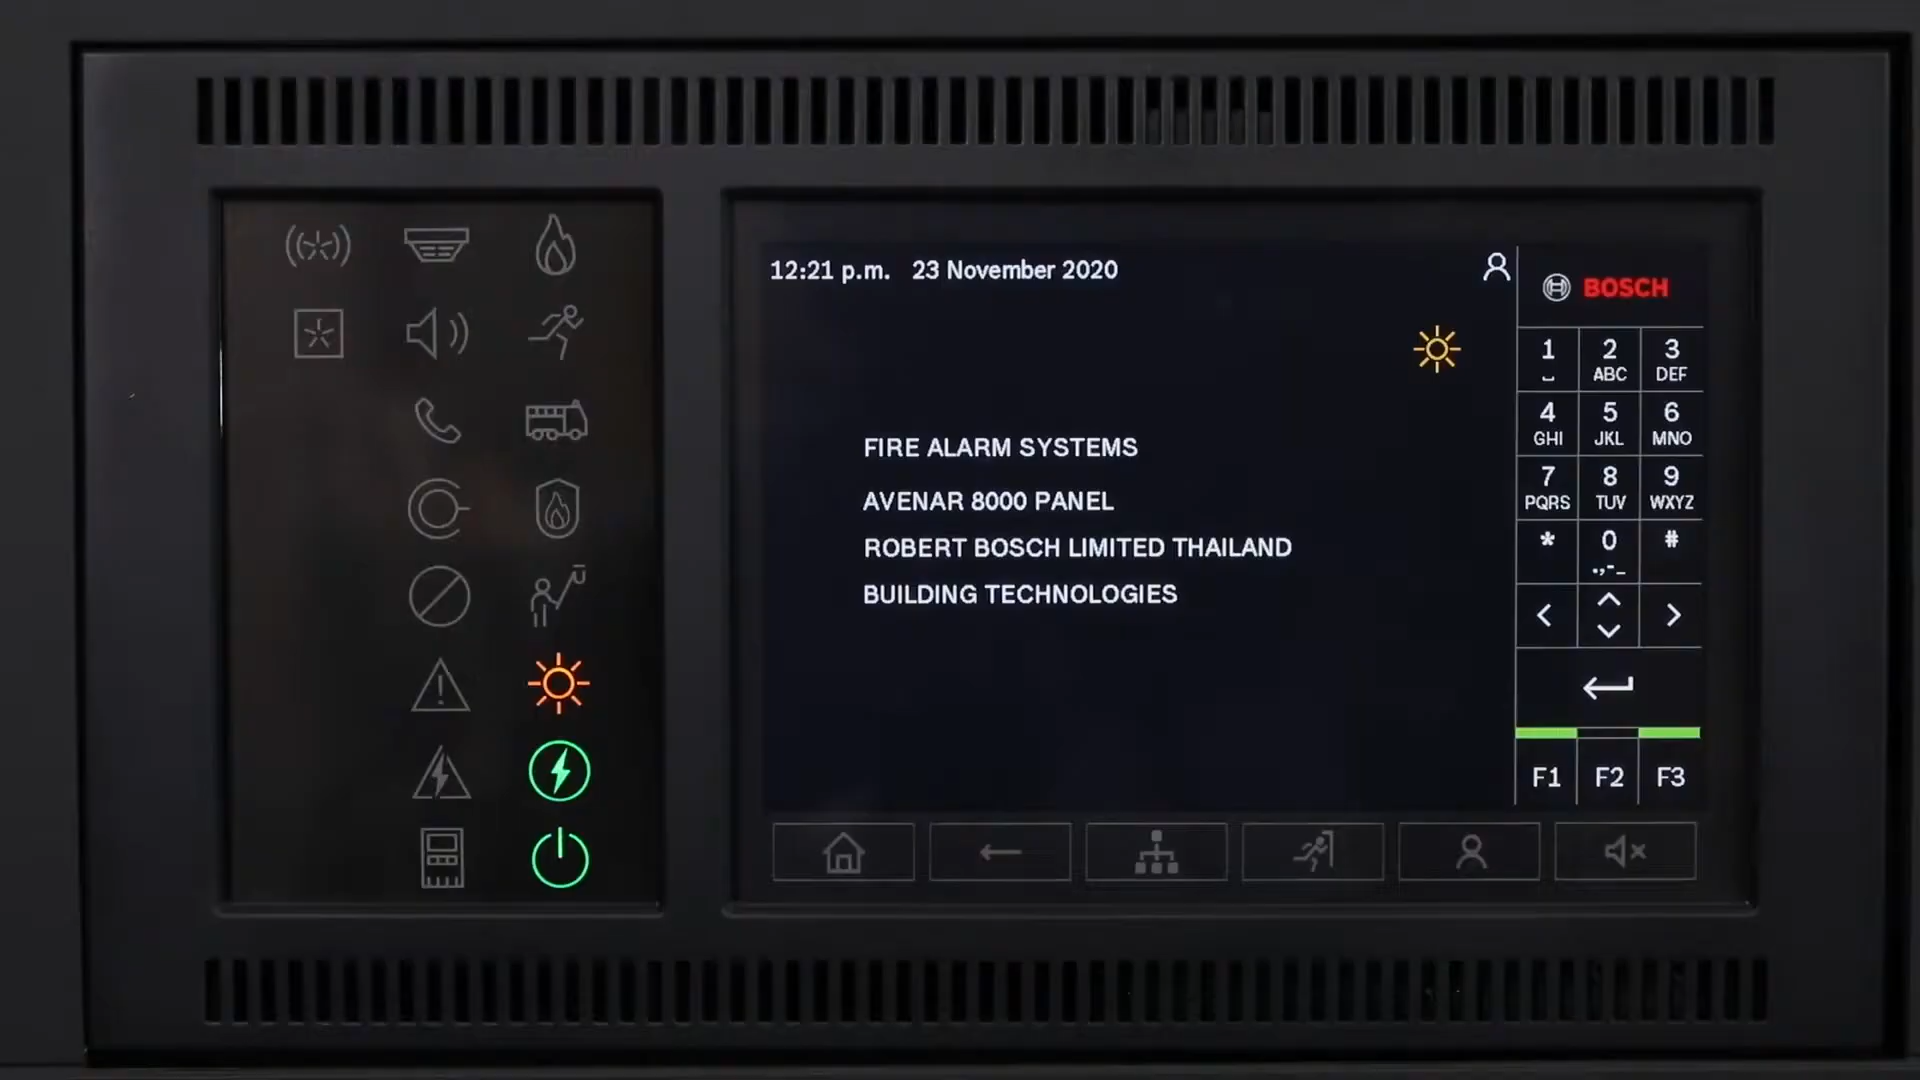 12:21 p.m. 23 November 2020
BOSCH
FIRE ALARM SYSTEMS
AVENAR 8000 PANEL
ROBERT BOSCH LIMITED THAILAND
BUILDING TECHNOLOGIES
1 2 3
⎵ ABC DEF
4 5 6
GHI JKL MNO
7 8 9
PQRS TUV WXYZ
* 0 #
.,-_
F1 F2 F3